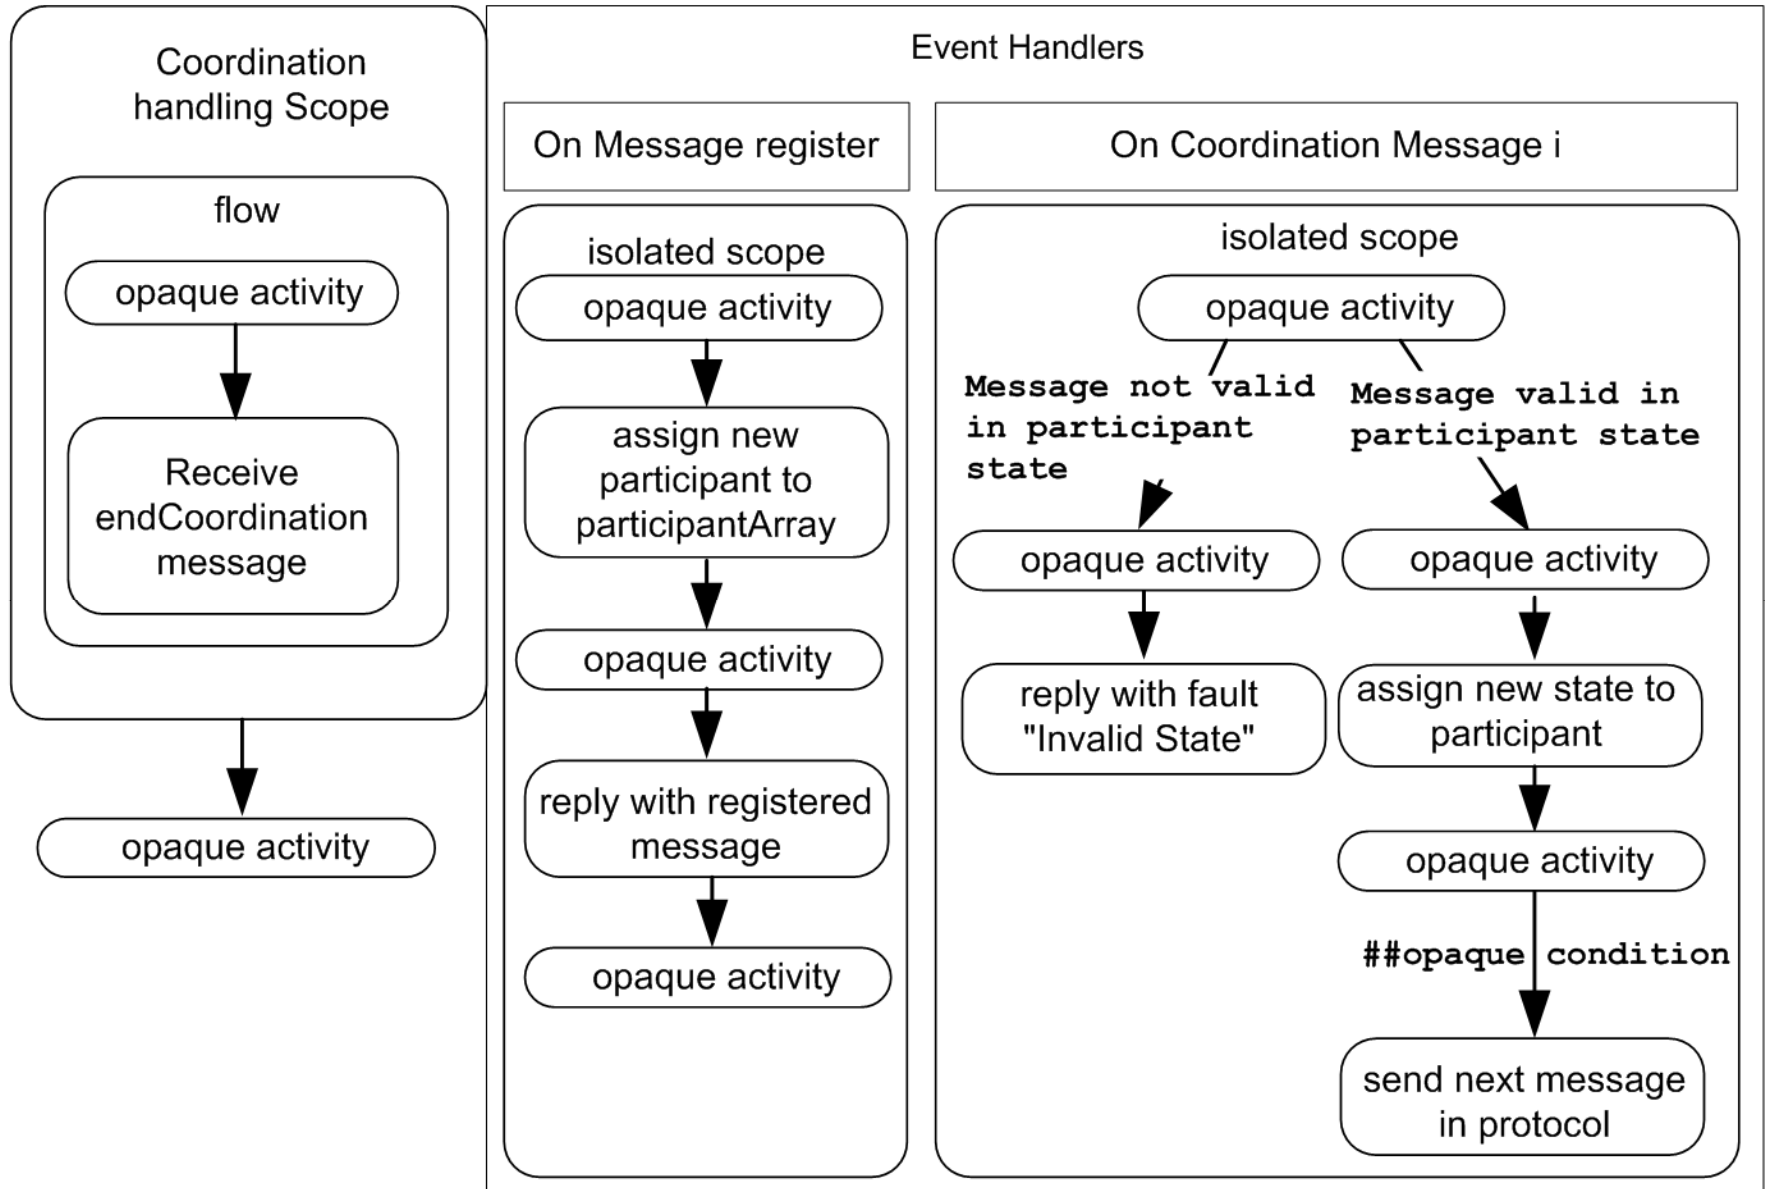 Coordination
handling Scope
flow
opaque activity
Receive
endCoordination
message
opaque activity
Event Handlers
On Message register
isolated scope
opaque activity
assign new
participant to
participantArray
opaque activity
reply with registered
message
opaque activity
On Coordination Message i
isolated scope
opaque activity
Message not valid
in participant
state
opaque activity
reply with fault
"Invalid State"
Message valid in
participant state
opaque activity
assign new state to
participant
opaque activity
##opaque condition
send next message
in protocol